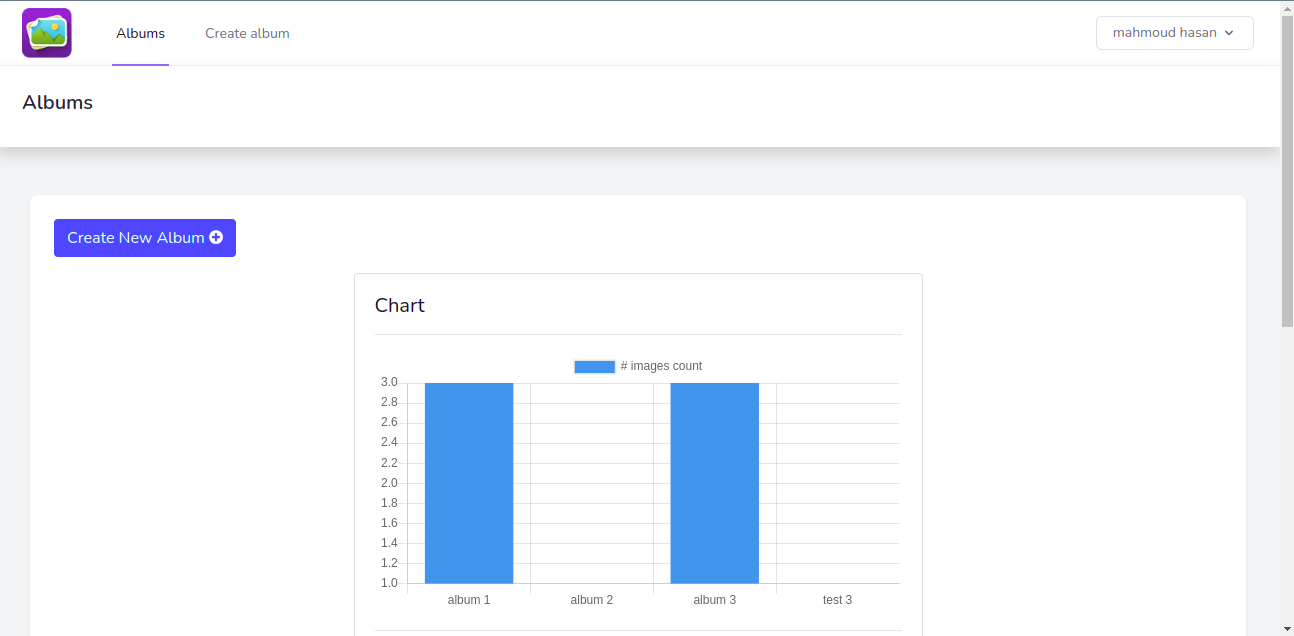 Albums
Create album
mahmoud hasan
Albums
Create New Album
Chart
# images count
3.0
2.8
2.6
2.4
2.2
2.0
1.8
1.6
1.4
1.2
1.0
album 1
album 2
album 3
test 3